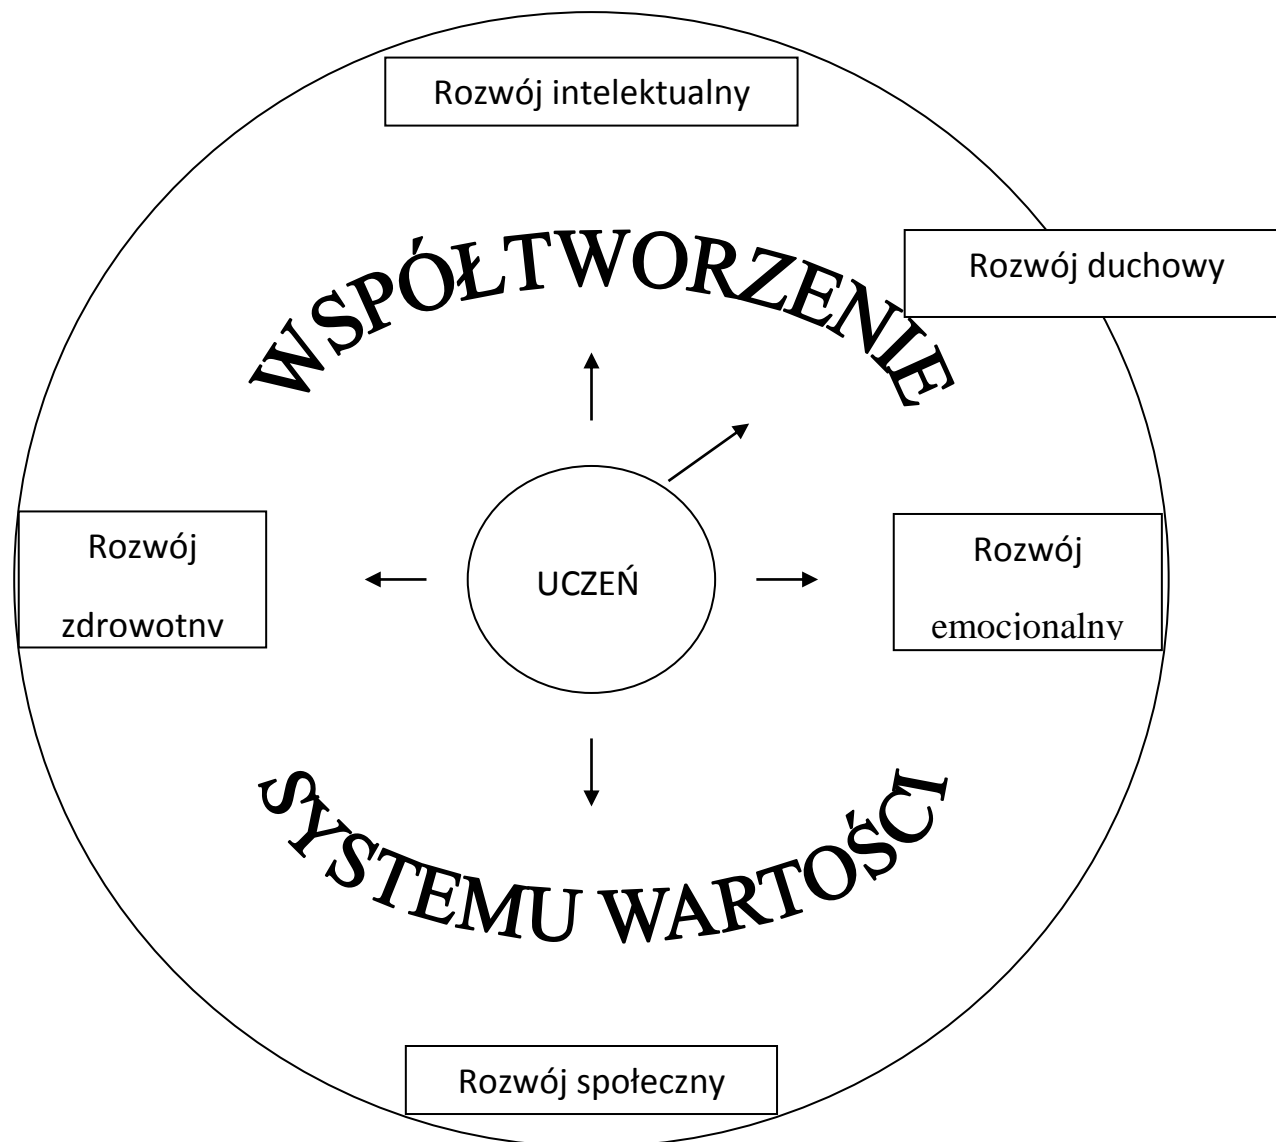 Rozwój intelektualny
WSPÓŁTWORZENIE
Rozwój duchowy
Rozwój
zdrowotny
UCZEŃ
Rozwój
emocjonalny
SYSTEMU WARTOŚCI
Rozwój społeczny